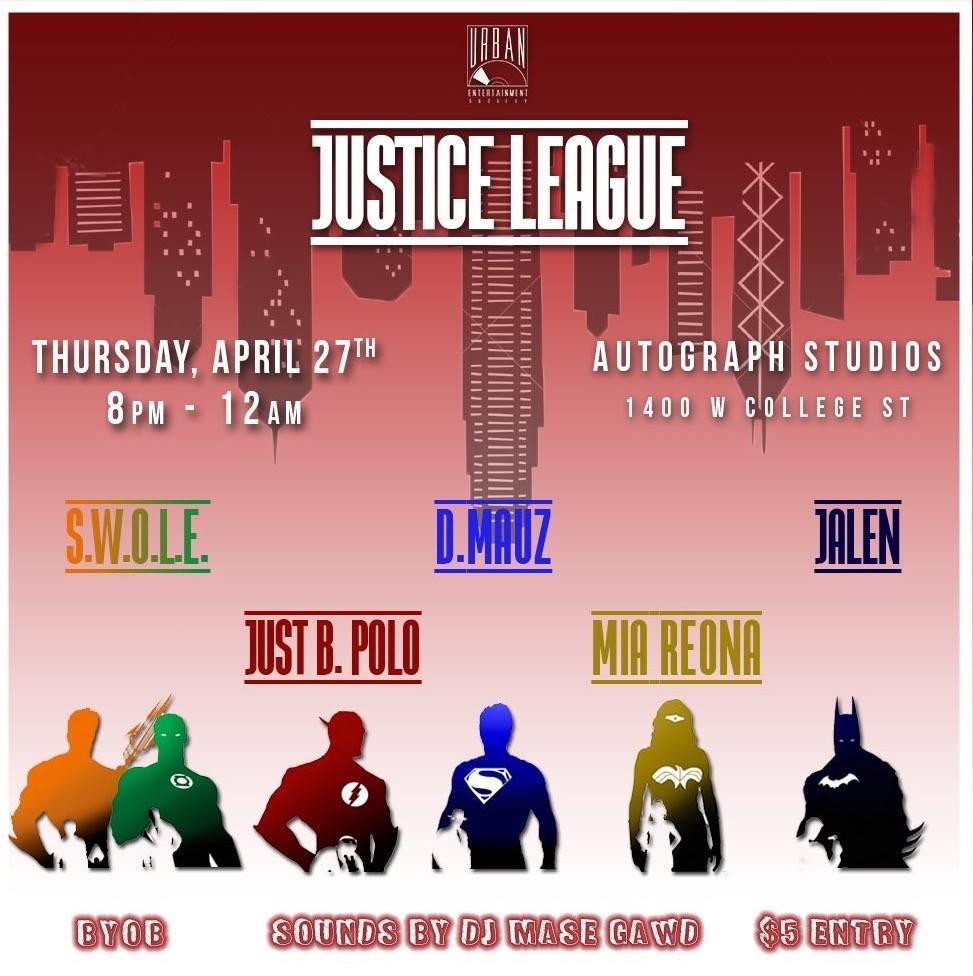 URBAN
ENTERTAINMENT
SOCIETY
JUSTICE LEAGUE
THURSDAY, APRIL 27TH
8PM - 12AM
AUTOGRAPH STUDIOS
1400 W COLLEGE ST
S.W.O.L.E.
D.MAUZ
JALEN
JUST B. POLO
MIA REONA
BYOB
SOUNDS BY DJ MASE GAWD
$5 ENTRY